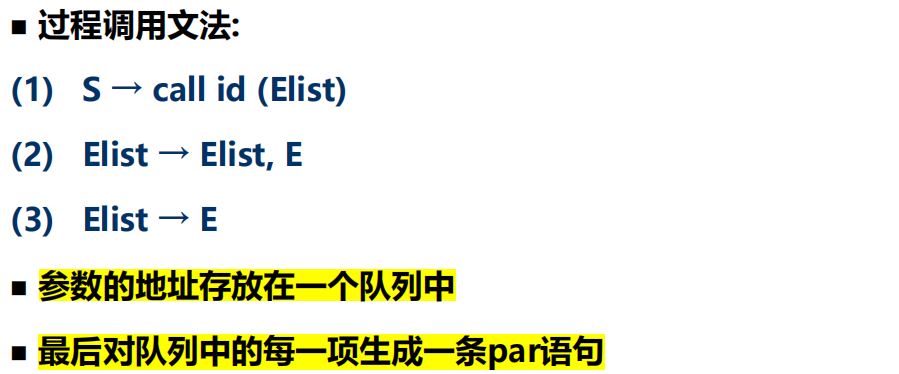 ■ 过程调用文法:
(1) S → call id (Elist)
(2) Elist → Elist, E
(3) Elist → E
■ 参数的地址存放在一个队列中
■ 最后对队列中的每一项生成一条par语句